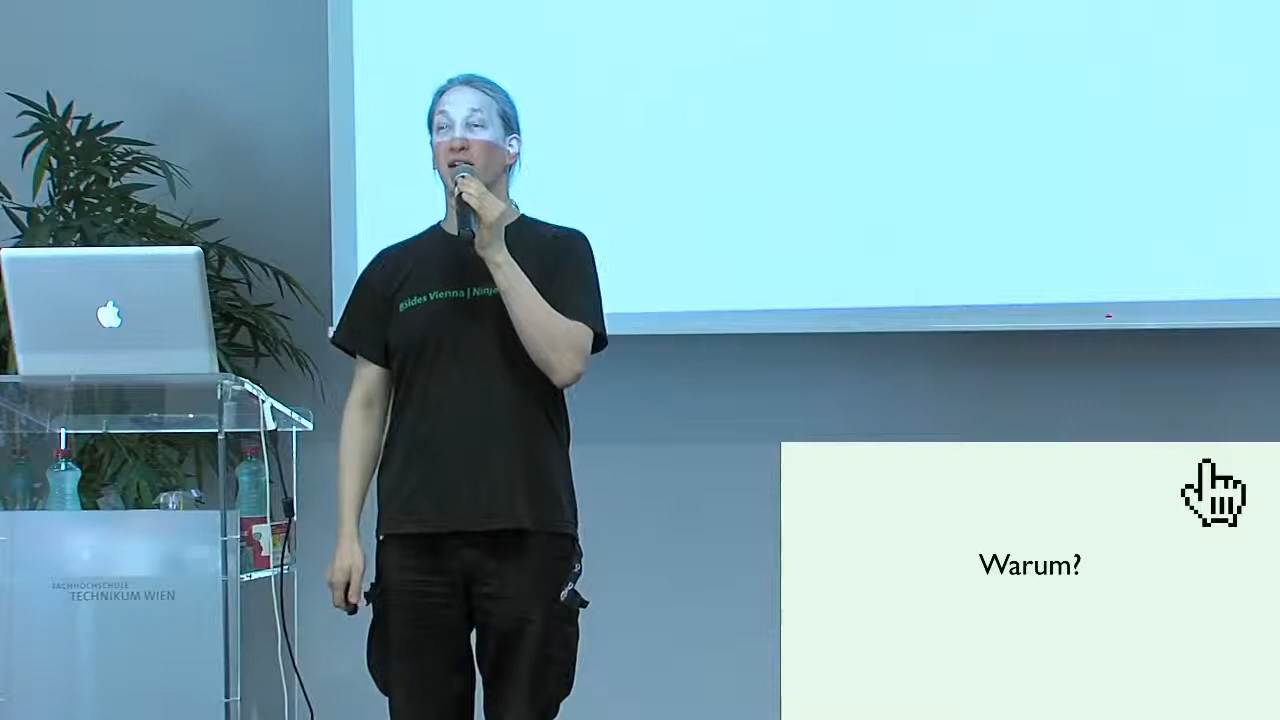 BSides Vienna | Ninja
Warum?
FACHHOCHSCHULE
TECHNIKUM WIEN